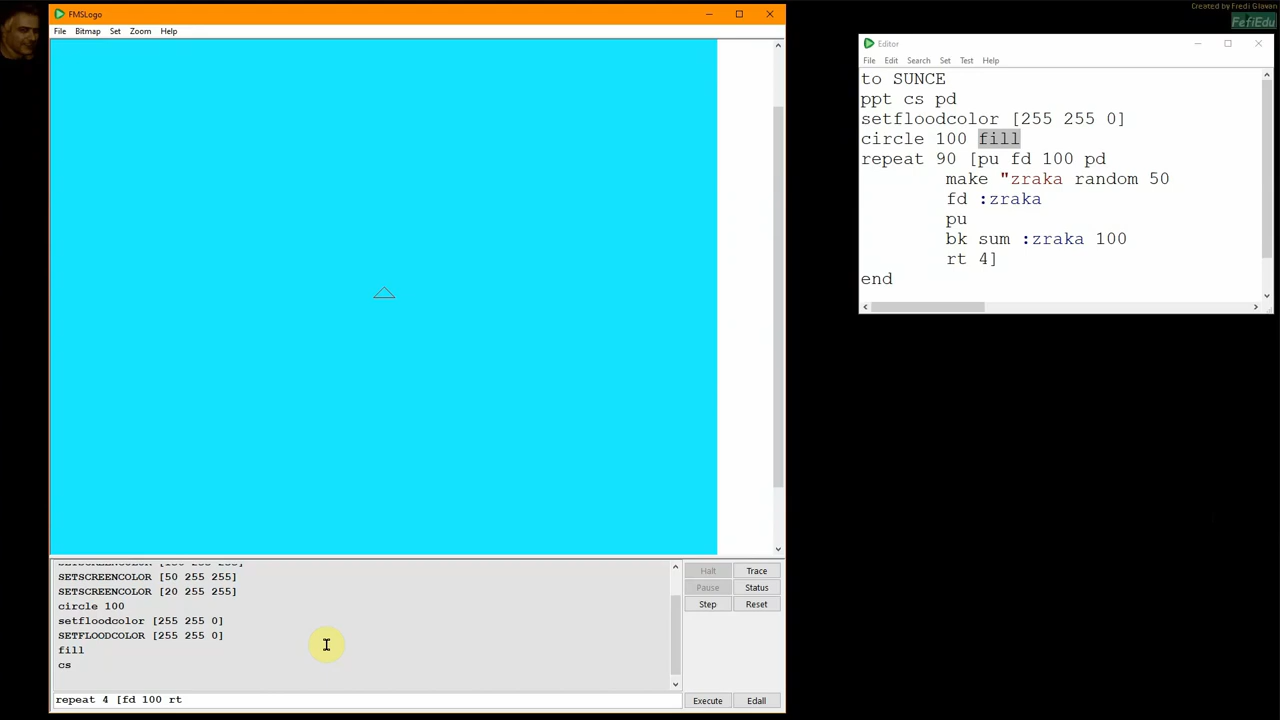 Created by Fredi Glavan
FefiEdu
FMSLogo
File Bitmap Set Zoom Help
Editor
File Edit Search Set Test Help
to SUNCE
ppt cs pd
setfloodcolor [255 255 0]
circle 100 fill
repeat 90 [pu fd 100 pd
make "zraka random 50
fd :zraka
pu
bk sum :zraka 100
rt 4]
end
SETSCREENCOLOR [50 255 255]
SETSCREENCOLOR [20 255 255]
circle 100
setfloodcolor [255 255 0]
SETFLOODCOLOR [255 255 0]
fill
cs
Halt Trace
Pause Status
Step Reset
repeat 4 [fd 100 rt
Execute Edall